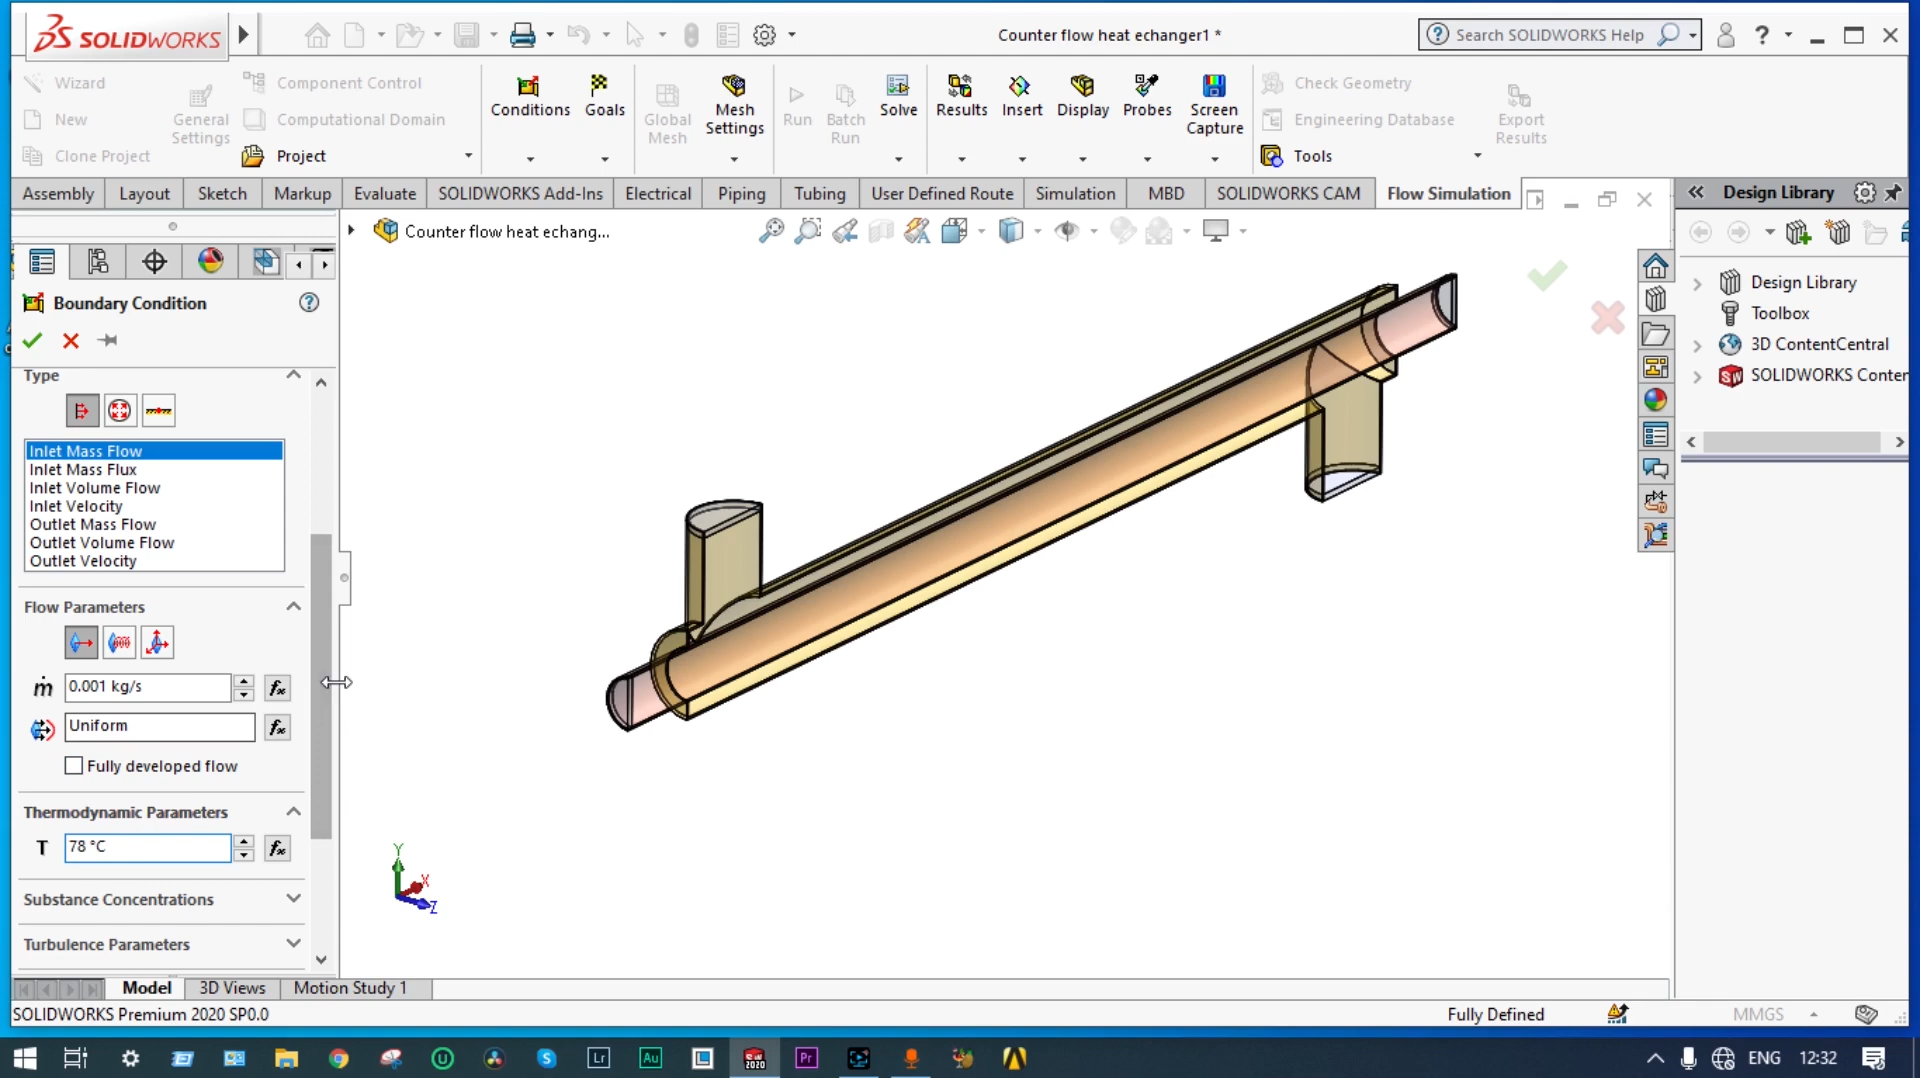 SOLIDWORKS
Counter flow heat echanger1 *
Search SOLIDWORKS Help
?
Wizard
New
Clone Project
General
Settings
Component Control
Computational Domain
Project
Conditions
Goals
Global
Mesh
Mesh
Settings
Run
Batch
Run
Solve
Results
Insert
Display
Probes
Screen
Capture
Check Geometry
Engineering Database
Tools
Export
Results
Assembly
Layout
Sketch
Markup
Evaluate
SOLIDWORKS Add-Ins
Electrical
Piping
Tubing
User Defined Route
Simulation
MBD
SOLIDWORKS CAM
Flow Simulation
Design Library
Counter flow heat echang...
Boundary Condition
Type
Inlet Mass Flow
Inlet Mass Flux
Inlet Volume Flow
Inlet Velocity
Outlet Mass Flow
Outlet Volume Flow
Outlet Velocity
Flow Parameters
ṁ
0.001 kg/s
Uniform
Fully developed flow
Thermodynamic Parameters
T
78 °C
Substance Concentrations
Turbulence Parameters
Y
X
Z
Design Library
Toolbox
3D ContentCentral
SOLIDWORKS Conter
Model
3D Views
Motion Study 1
SOLIDWORKS Premium 2020 SP0.0
Fully Defined
MMGS
Lr
Au
SW
2020
Pr
ENG
12:32